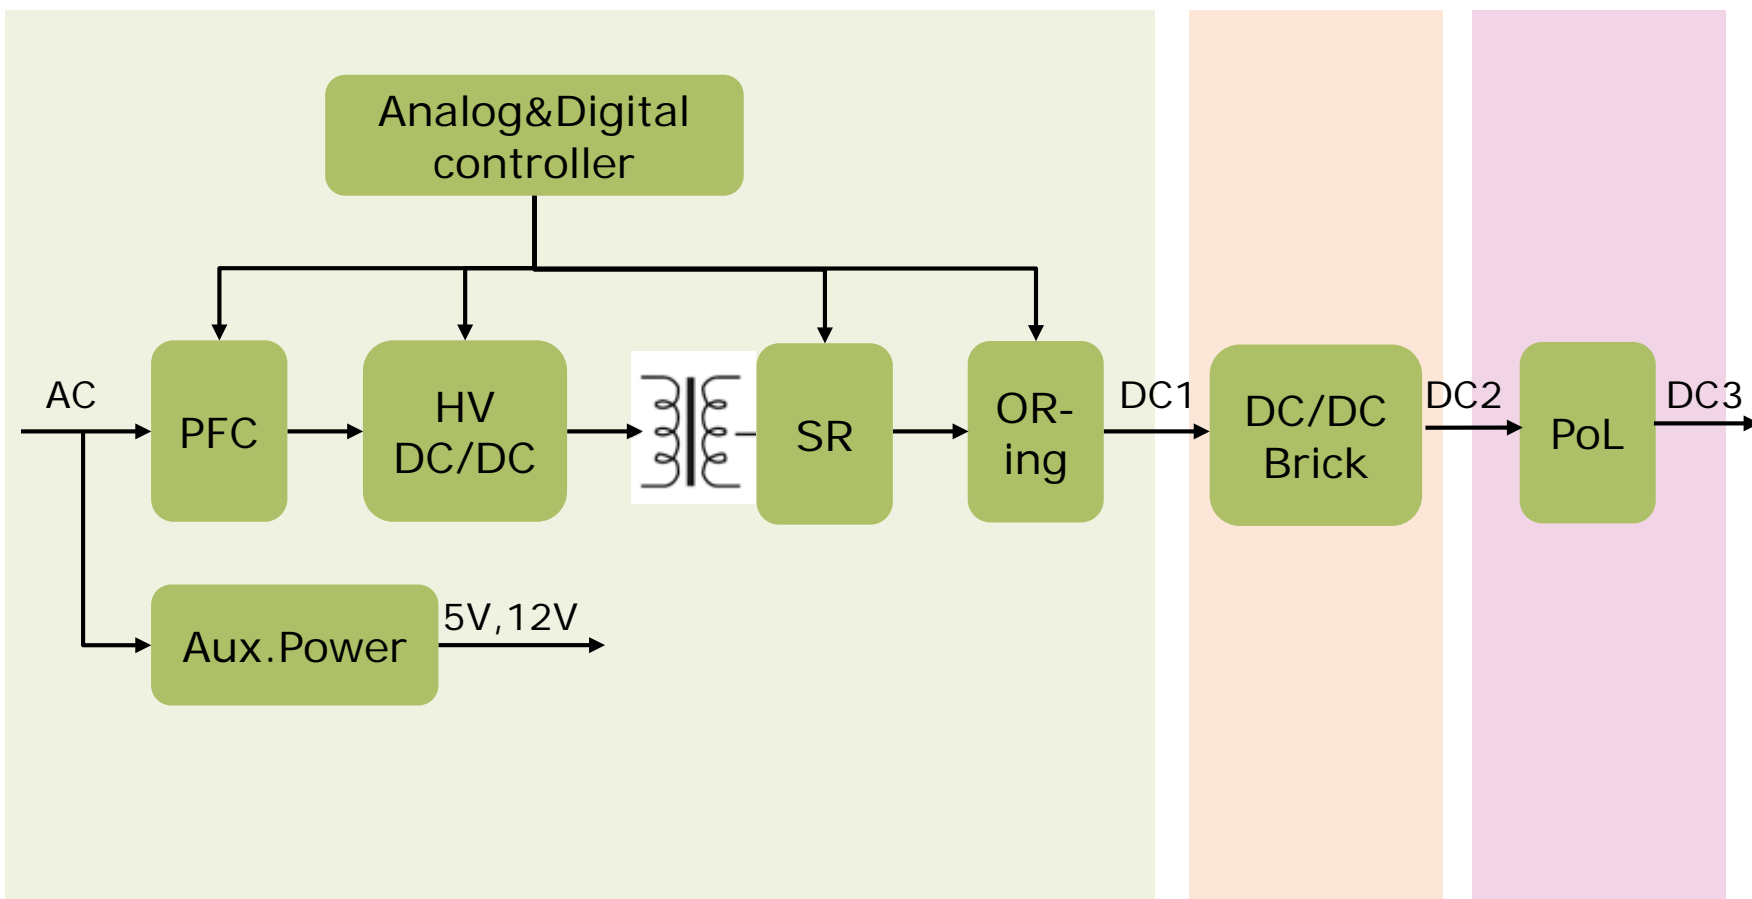 Analog&Digital
controller
AC
PFC
HV
DC/DC
SR
OR-
ing
DC1
DC/DC
Brick
DC2
PoL
DC3
Aux.Power
5V,12V